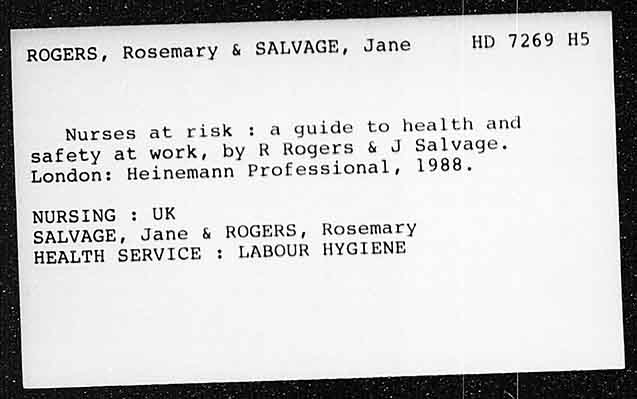 ROGERS, Rosemary & SALVAGE, Jane HD 7269 H5
Nurses at risk : a guide to health and
safety at work, by R Rogers & J Salvage.
London: Heinemann Professional, 1988.
NURSING : UK
SALVAGE, Jane & ROGERS, Rosemary
HEALTH SERVICE : LABOUR HYGIENE